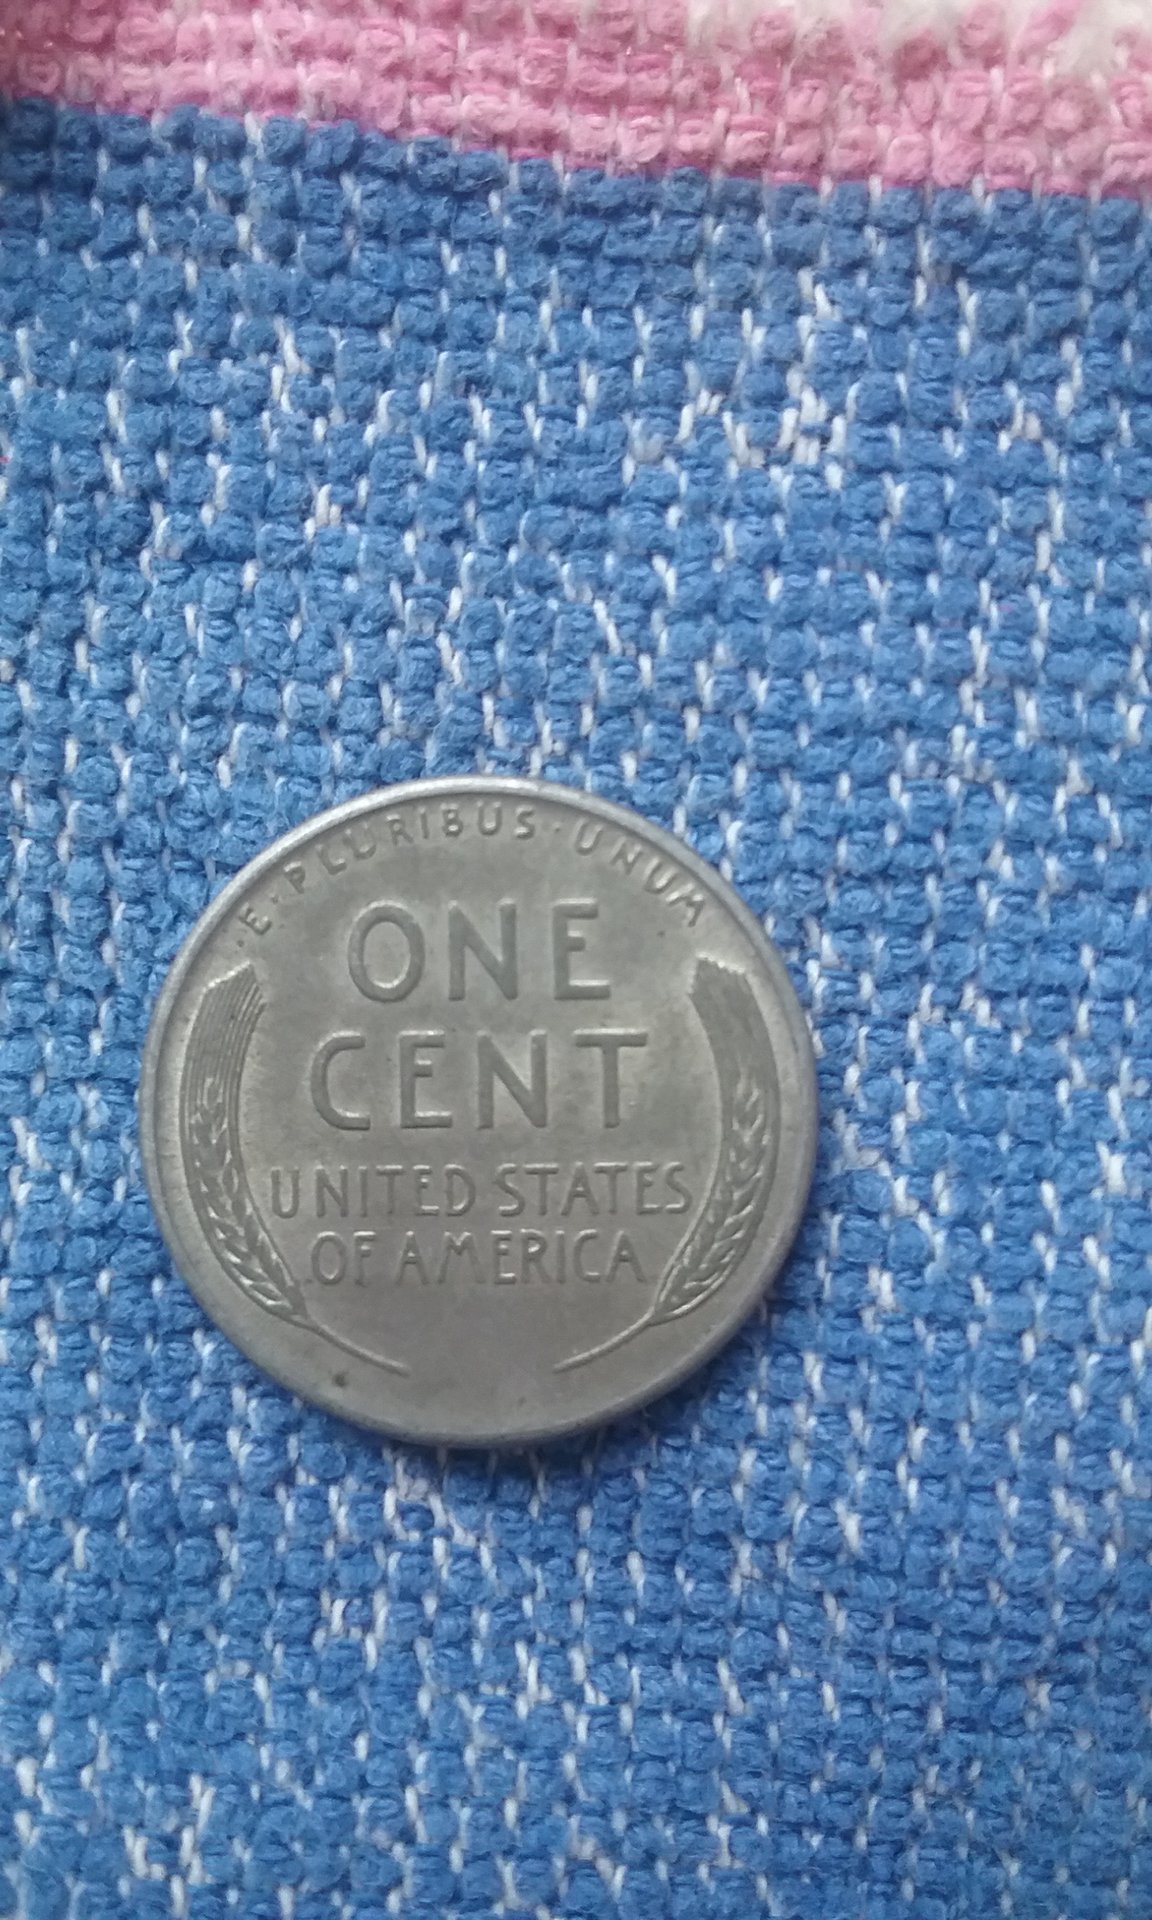 ·E·PLURIBUS·UNUM
ONE
CENT
UNITED STATES
OF AMERICA